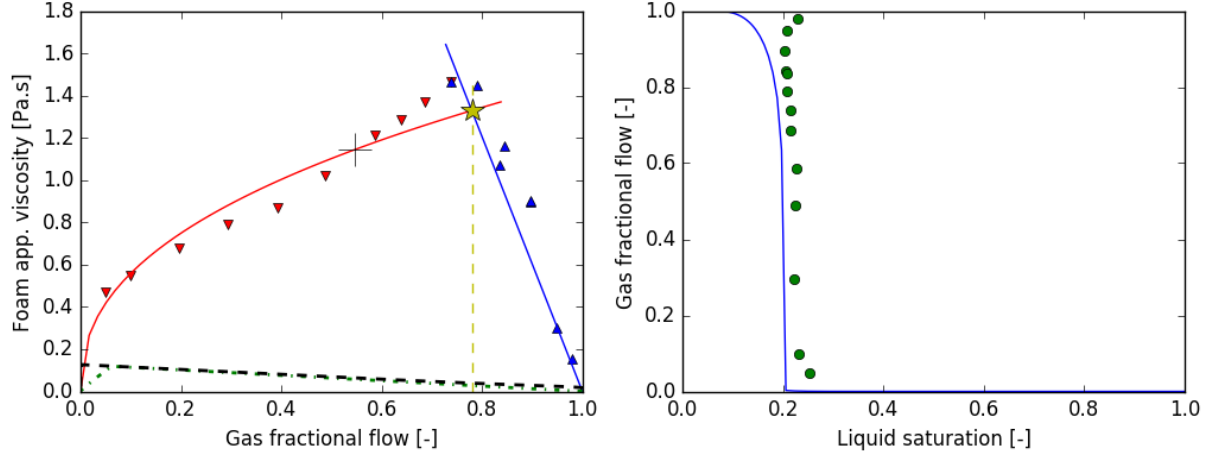 1.8
1.6
1.4
1.2
1.0
0.8
0.6
0.4
0.2
0.0
0.0 0.2 0.4 0.6 0.8 1.0
Gas fractional flow [-]
Foam app. viscosity [Pa.s]
1.0
0.8
0.6
0.4
0.2
0.0
0.0 0.2 0.4 0.6 0.8 1.0
Liquid saturation [-]
Gas fractional flow [-]